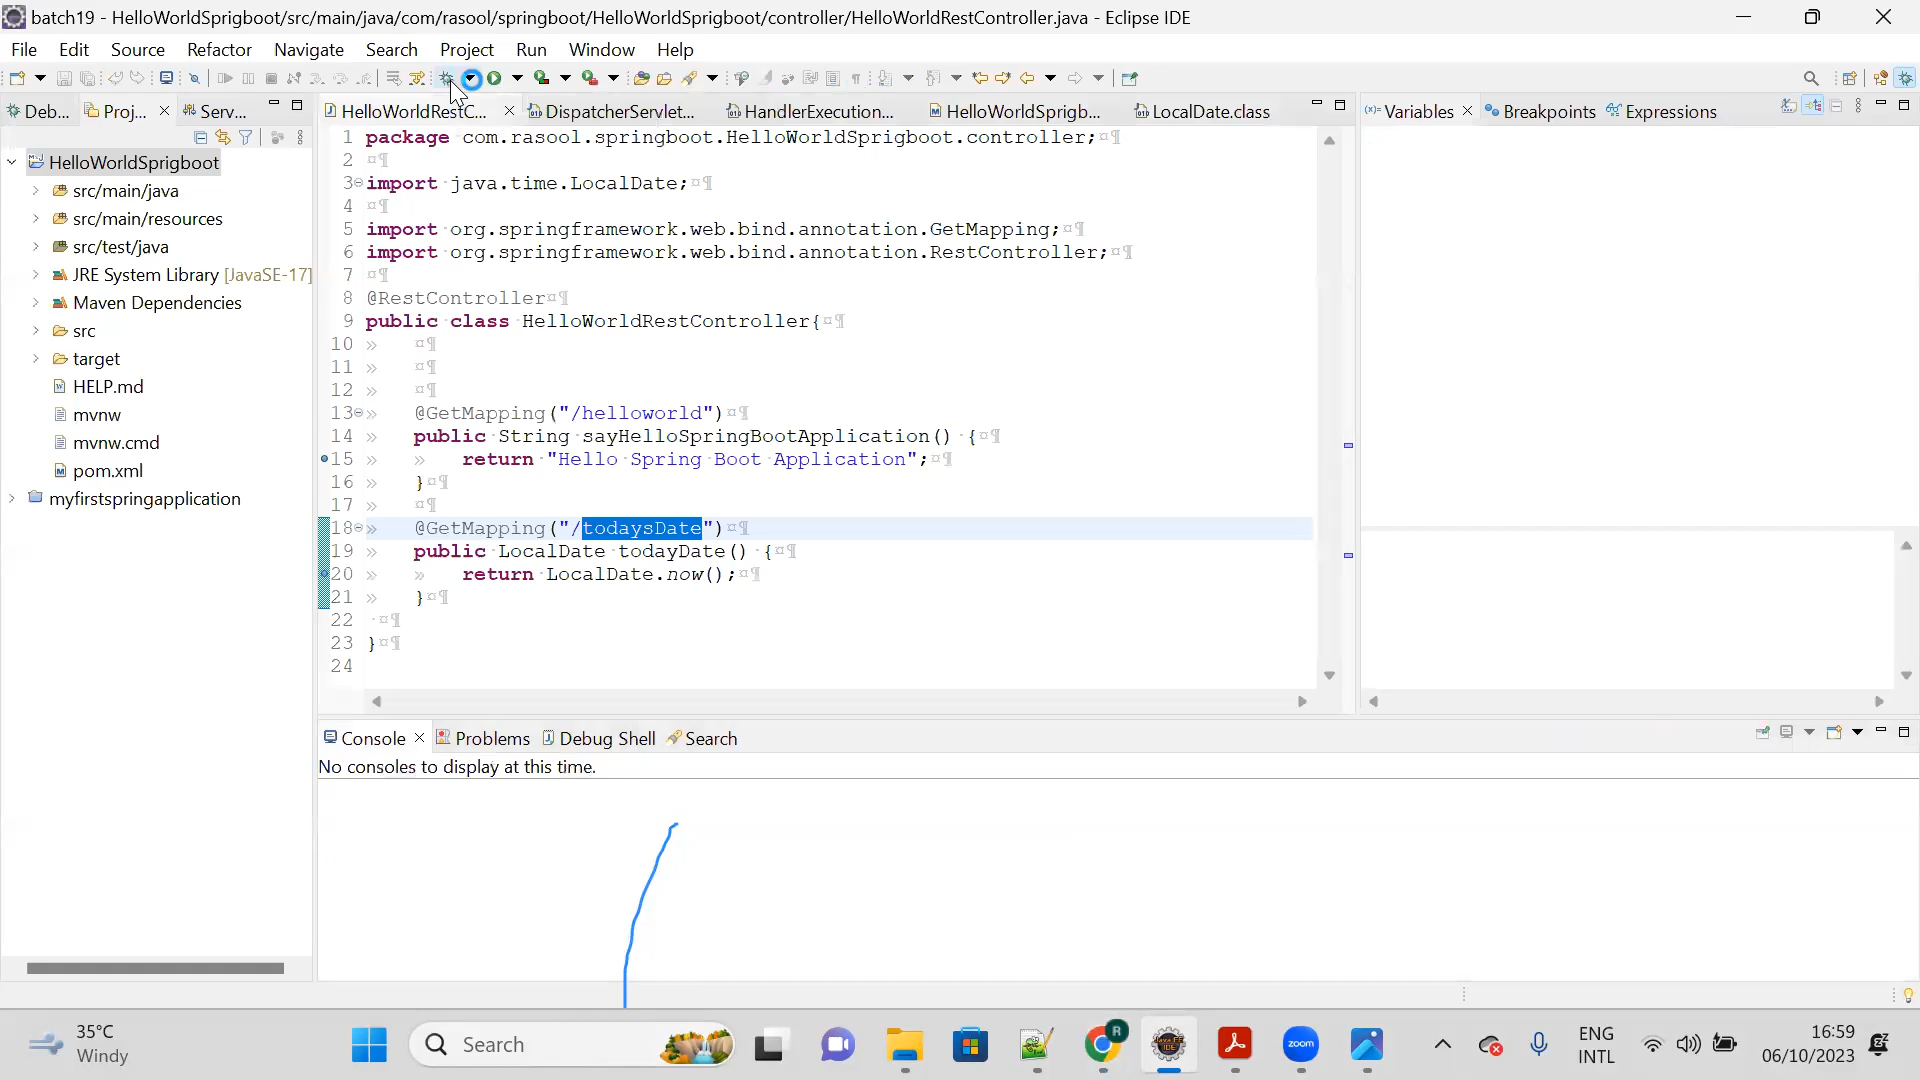 batch19 - HelloWorldSprigboot/src/main/java/com/rasool/springboot/HelloWorldSprigboot/controller/HelloWorldRestController.java - Eclipse IDE
File Edit Source Refactor Navigate Search Project Run Window Help
Deb... Proj... Serv...
HelloWorldRestC... DispatcherServlet... HandlerExecution... HelloWorldSprigb... LocalDate.class
Variables Breakpoints Expressions
HelloWorldSprigboot
src/main/java
src/main/resources
src/test/java
JRE System Library [JavaSE-17]
Maven Dependencies
src
target
HELP.md
mvnw
mvnw.cmd
pom.xml
myfirstspringapplication
1 package com.rasool.springboot.HelloWorldSprigboot.controller;
2
3 import java.time.LocalDate;
4
5 import org.springframework.web.bind.annotation.GetMapping;
6 import org.springframework.web.bind.annotation.RestController;
7
8 @RestController
9 public class HelloWorldRestController{
10
11
12
13 @GetMapping("/helloworld")
14 public String sayHelloSpringBootApplication() {
15 return "Hello Spring Boot Application";
16 }
17
18 @GetMapping("/todaysDate")
19 public LocalDate todayDate() {
20 return LocalDate.now();
21 }
22
23 }
24
Console Problems Debug Shell Search
No consoles to display at this time.
35°C
Windy
Search
R
zoom
ENG
INTL
16:59
06/10/2023